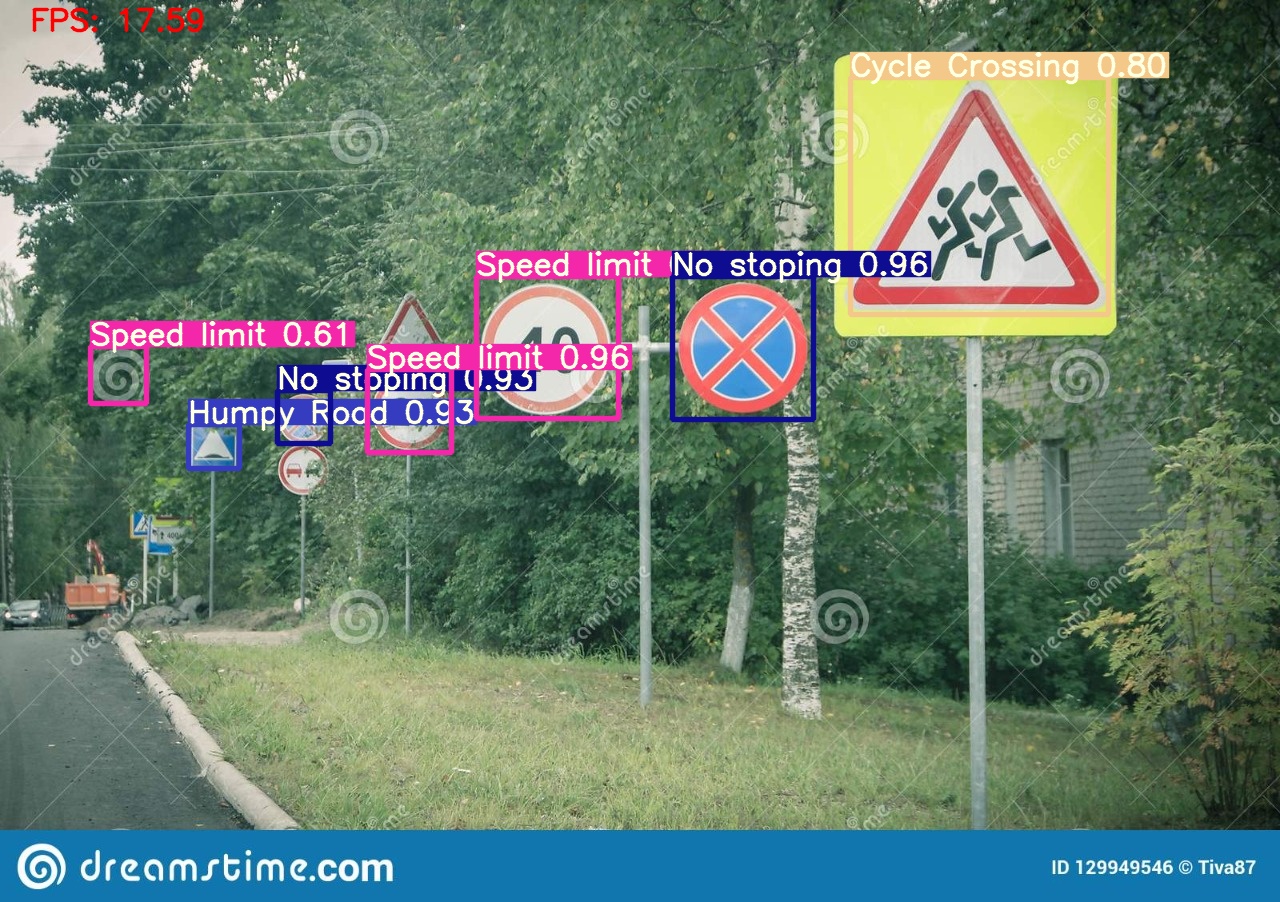 FPS: 17.59
Cycle Crossing 0.80
Speed limit
No stoping 0.96
Speed limit 0.61
40
Speed limit 0.96
No stoping 0.93
Humpy Road 0.93
400
dreamstime.com
ID 129949546 © Tiva87